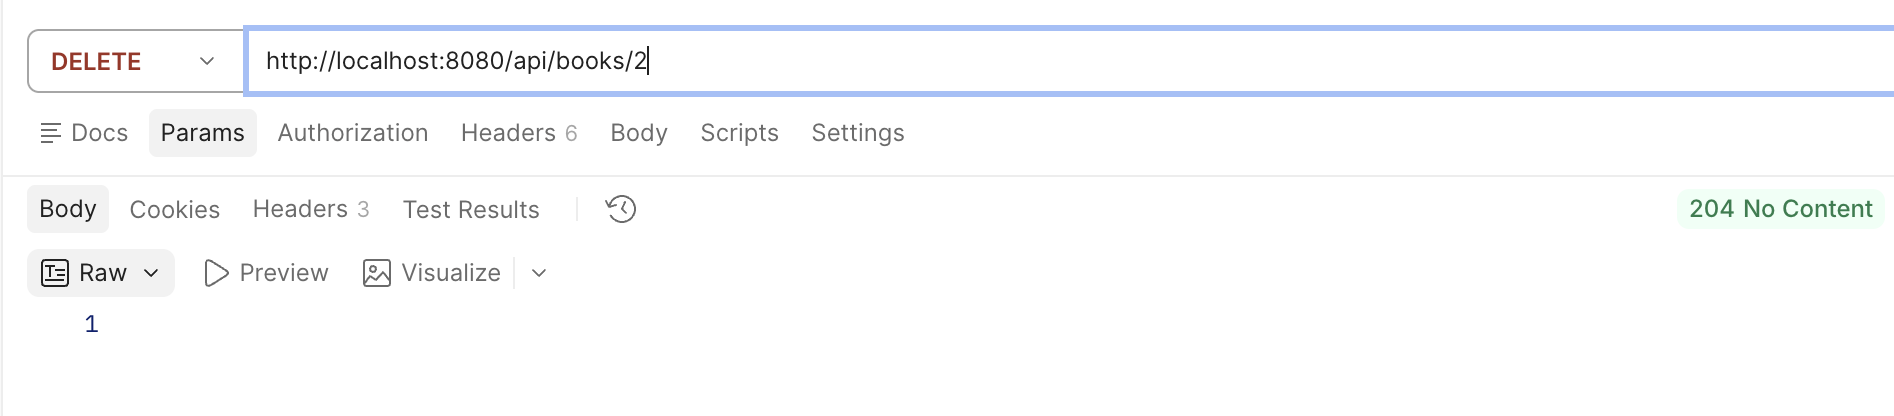 DELETE http://localhost:8080/api/books/2
Docs Params Authorization Headers 6 Body Scripts Settings
Body Cookies Headers 3 Test Results 204 No Content
Raw Preview Visualize
1